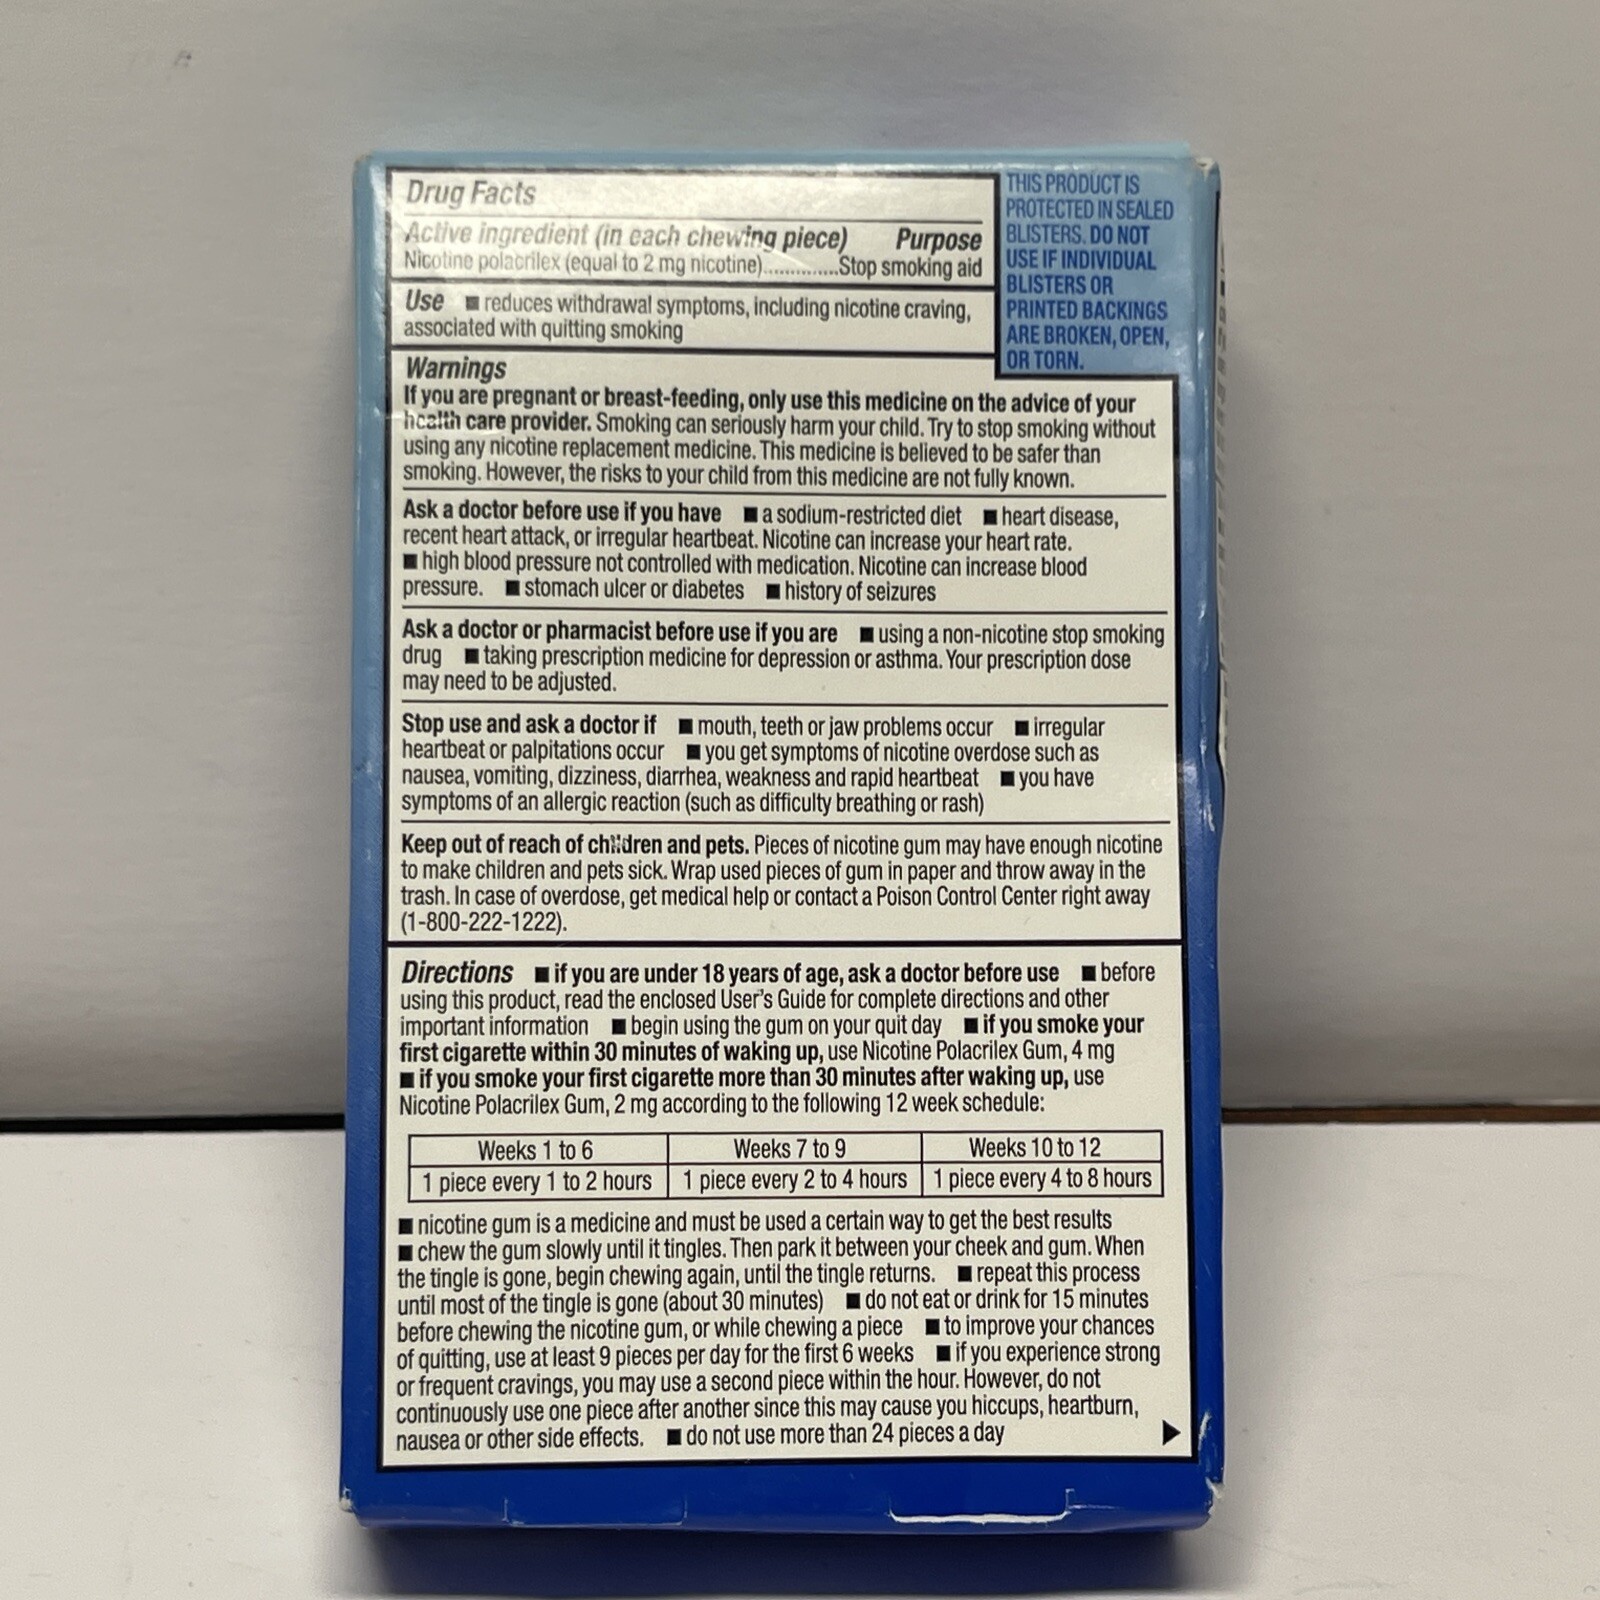 Drug Facts
Active ingredient (in each chewing piece) Purpose
Nicotine polacrilex (equal to 2 mg nicotine)..............Stop smoking aid
Use ■ reduces withdrawal symptoms, including nicotine craving,
associated with quitting smoking
THIS PRODUCT IS
PROTECTED IN SEALED
BLISTERS. DO NOT
USE IF INDIVIDUAL
BLISTERS OR
PRINTED BACKINGS
ARE BROKEN, OPEN,
OR TORN.
Warnings
If you are pregnant or breast-feeding, only use this medicine on the advice of your
health care provider. Smoking can seriously harm your child. Try to stop smoking without
using any nicotine replacement medicine. This medicine is believed to be safer than
smoking. However, the risks to your child from this medicine are not fully known.
Ask a doctor before use if you have ■ a sodium-restricted diet ■ heart disease,
recent heart attack, or irregular heartbeat. Nicotine can increase your heart rate.
■ high blood pressure not controlled with medication. Nicotine can increase blood
pressure. ■ stomach ulcer or diabetes ■ history of seizures
Ask a doctor or pharmacist before use if you are ■ using a non-nicotine stop smoking
drug ■ taking prescription medicine for depression or asthma. Your prescription dose
may need to be adjusted.
Stop use and ask a doctor if ■ mouth, teeth or jaw problems occur ■ irregular
heartbeat or palpitations occur ■ you get symptoms of nicotine overdose such as
nausea, vomiting, dizziness, diarrhea, weakness and rapid heartbeat ■ you have
symptoms of an allergic reaction (such as difficulty breathing or rash)
Keep out of reach of children and pets. Pieces of nicotine gum may have enough nicotine
to make children and pets sick. Wrap used pieces of gum in paper and throw away in the
trash. In case of overdose, get medical help or contact a Poison Control Center right away
(1-800-222-1222).
Directions ■ if you are under 18 years of age, ask a doctor before use ■ before
using this product, read the enclosed User's Guide for complete directions and other
important information ■ begin using the gum on your quit day ■ if you smoke your
first cigarette within 30 minutes of waking up, use Nicotine Polacrilex Gum, 4 mg
■ if you smoke your first cigarette more than 30 minutes after waking up, use
Nicotine Polacrilex Gum, 2 mg according to the following 12 week schedule:
Weeks 1 to 6 Weeks 7 to 9 Weeks 10 to 12
1 piece every 1 to 2 hours 1 piece every 2 to 4 hours 1 piece every 4 to 8 hours
■ nicotine gum is a medicine and must be used a certain way to get the best results
■ chew the gum slowly until it tingles. Then park it between your cheek and gum. When
the tingle is gone, begin chewing again, until the tingle returns. ■ repeat this process
until most of the tingle is gone (about 30 minutes) ■ do not eat or drink for 15 minutes
before chewing the nicotine gum, or while chewing a piece ■ to improve your chances
of quitting, use at least 9 pieces per day for the first 6 weeks ■ if you experience strong
or frequent cravings, you may use a second piece within the hour. However, do not
continuously use one piece after another since this may cause you hiccups, heartburn,
nausea or other side effects. ■ do not use more than 24 pieces a day